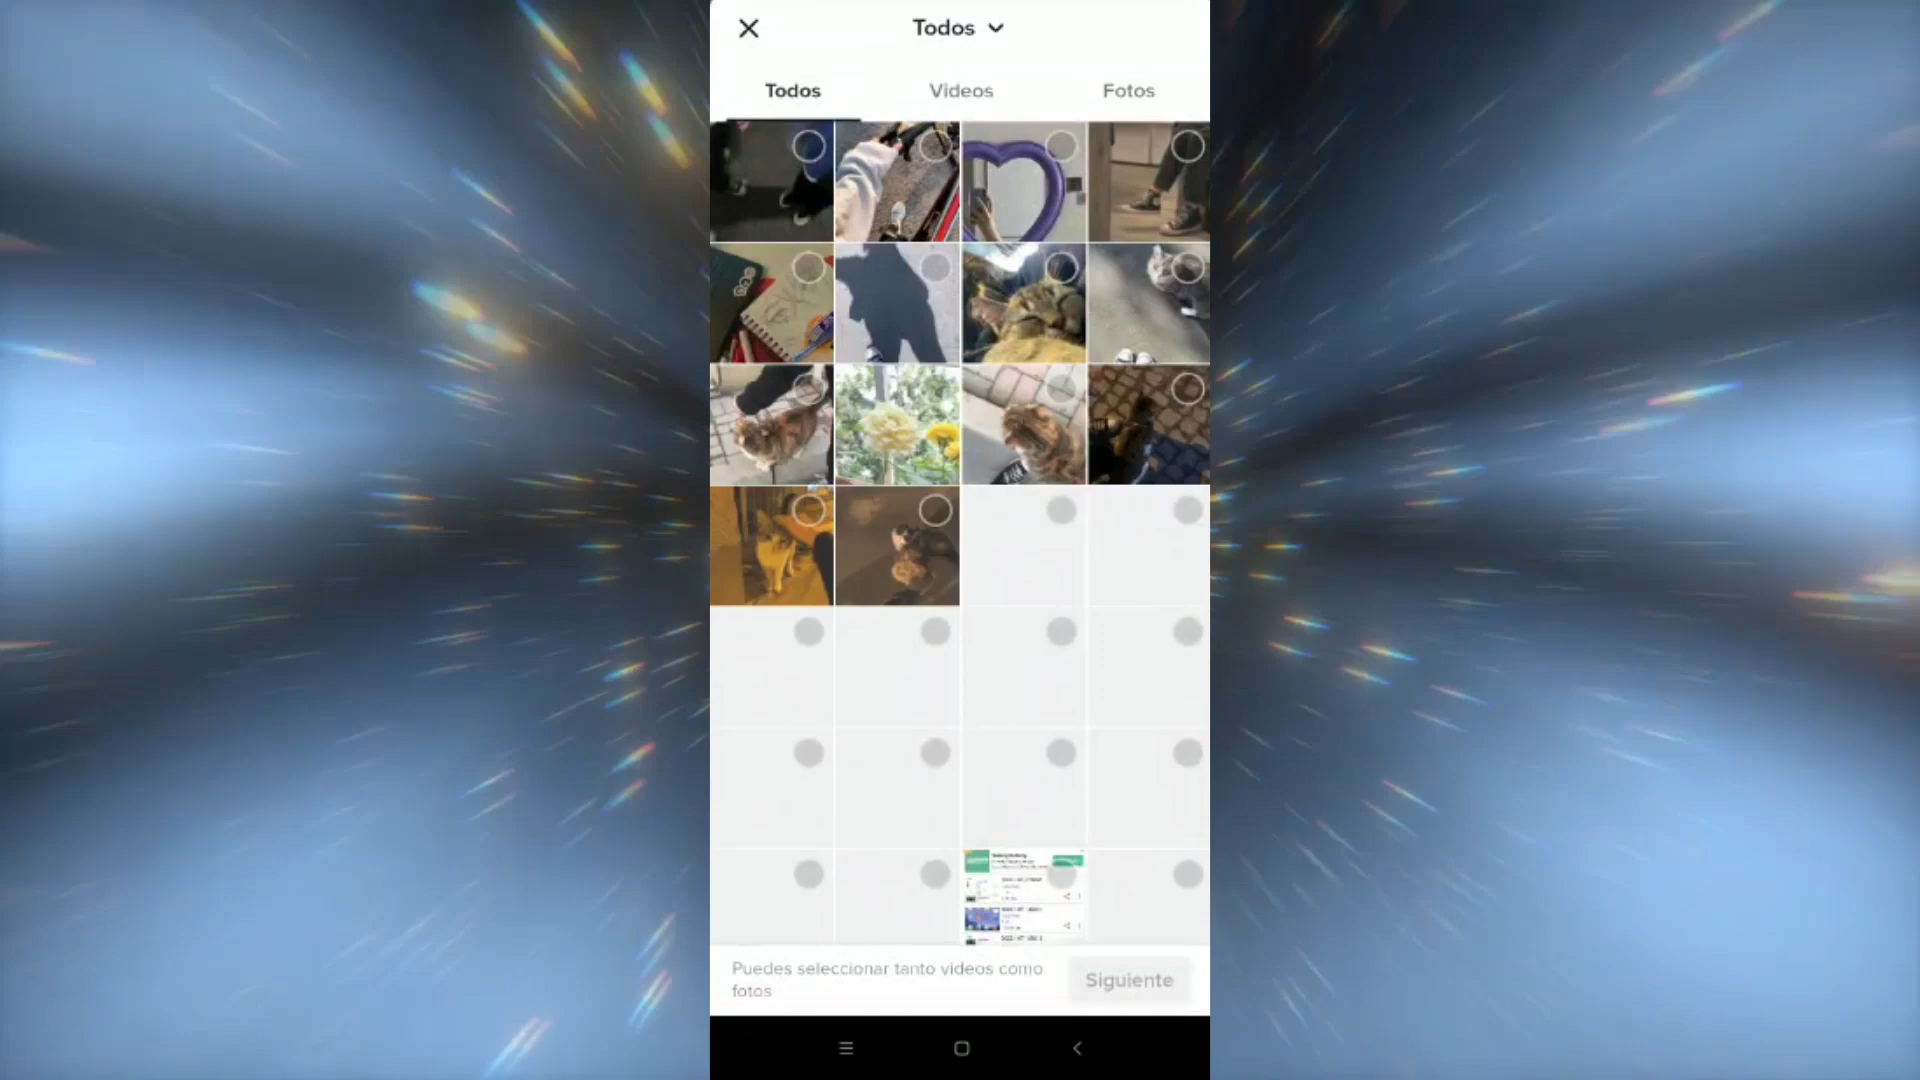 Todos
Todos
Videos
Fotos
Puedes seleccionar tanto videos como
fotos
Siguiente